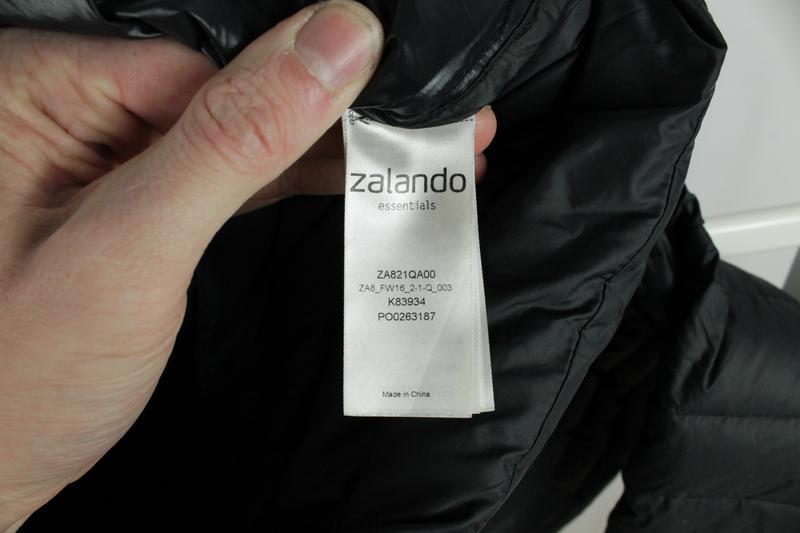 zalando
essentials
ZA821QA00
ZA8_FW16_2-1-Q_003
K83934
PO0263187
Made in China